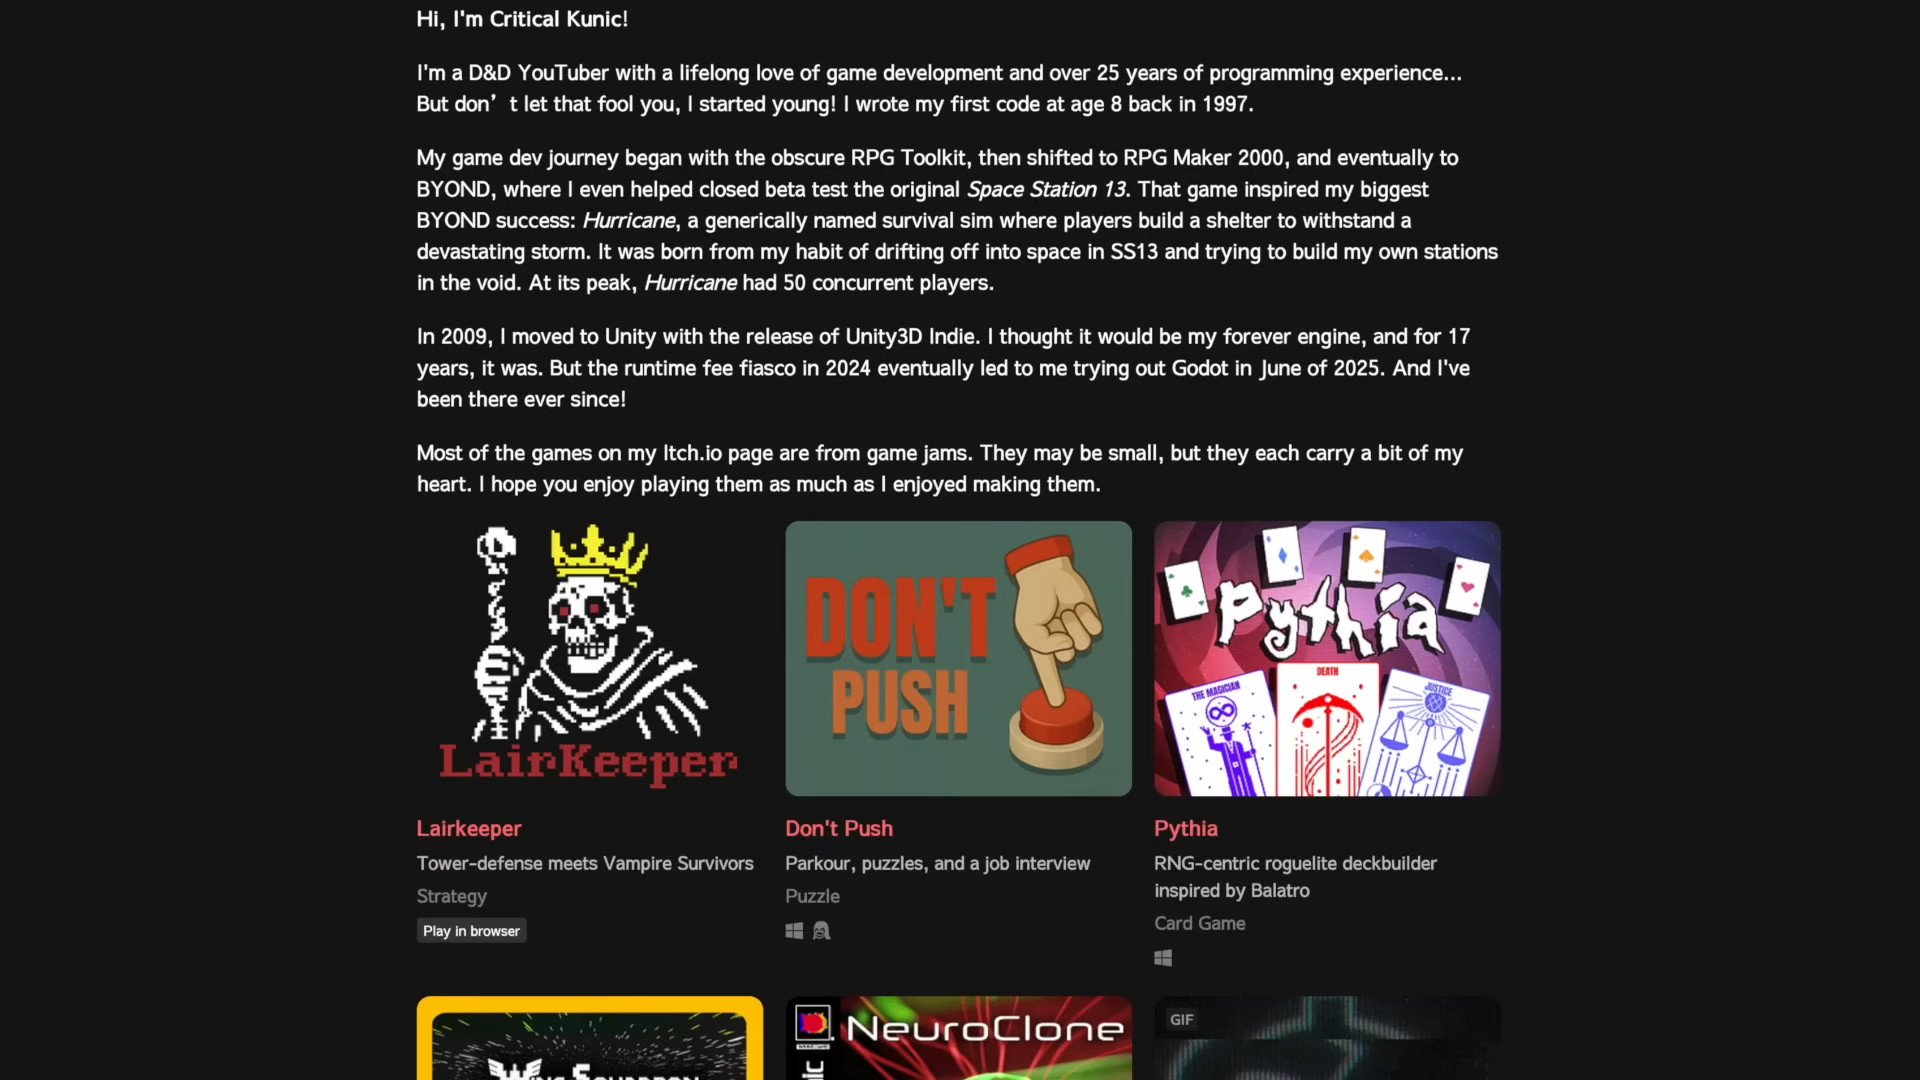 Hi, I'm Critical Kunic!
I'm a D&D YouTuber with a lifelong love of game development and over 25 years of programming experience...
But don’t let that fool you, I started young! I wrote my first code at age 8 back in 1997.
My game dev journey began with the obscure RPG Toolkit, then shifted to RPG Maker 2000, and eventually to
BYOND, where I even helped closed beta test the original Space Station 13. That game inspired my biggest
BYOND success: Hurricane, a generically named survival sim where players build a shelter to withstand a
devastating storm. It was born from my habit of drifting off into space in SS13 and trying to build my own stations
in the void. At its peak, Hurricane had 50 concurrent players.
In 2009, I moved to Unity with the release of Unity3D Indie. I thought it would be my forever engine, and for 17
years, it was. But the runtime fee fiasco in 2024 eventually led to me trying out Godot in June of 2025. And I've
been there ever since!
Most of the games on my Itch.io page are from game jams. They may be small, but they each carry a bit of my
heart. I hope you enjoy playing them as much as I enjoyed making them.
LairKeeper
DON'T
PUSH
Pythia
THE MAGICIAN
DEATH
JUSTICE
Lairkeeper
Tower-defense meets Vampire Survivors
Strategy
Play in browser
Don't Push
Parkour, puzzles, and a job interview
Puzzle
Pythia
RNG-centric roguelite deckbuilder
inspired by Balatro
Card Game
NeuroClone
GIF